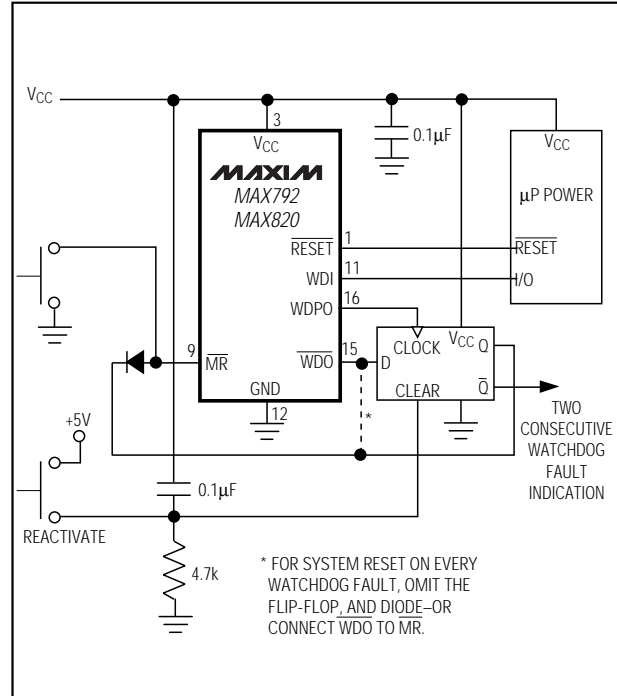 VCC
3
VCC
0.1µF
VCC
MAXIM
MAX792
MAX820
µP POWER
RESET
1
RESET
WDI
11
I/O
WDPO
16
CLOCK
VCC
Q
9
MR
WDO
15
D
CLEAR
Q
GND
12
*
TWO
CONSECUTIVE
WATCHDOG
FAULT
INDICATION
+5V
0.1µF
REACTIVATE
4.7k
* FOR SYSTEM RESET ON EVERY
WATCHDOG FAULT, OMIT THE
FLIP-FLOP, AND DIODE–OR
CONNECT WDO TO MR.